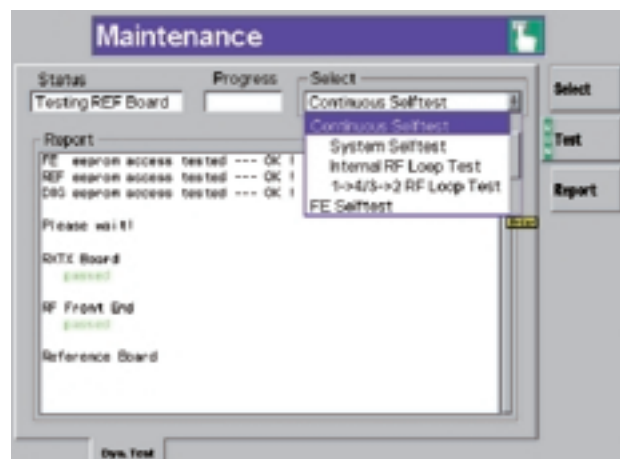 Maintenance
Status
Progress
Select
Testing REF Board
Continuous Selftest
Continuous Selftest
System Selftest
Internal RF Loop Test
1->4/3->2 RF Loop Test
FE Selftest
Report
FE eeprom access tested --- OK !
REF eeprom access tested --- OK !
DIG eeprom access tested --- OK !
Please wait!
RXTX Board
passed
RF Front End
passed
Reference Board
Select
Test
Report
Dyn. Test